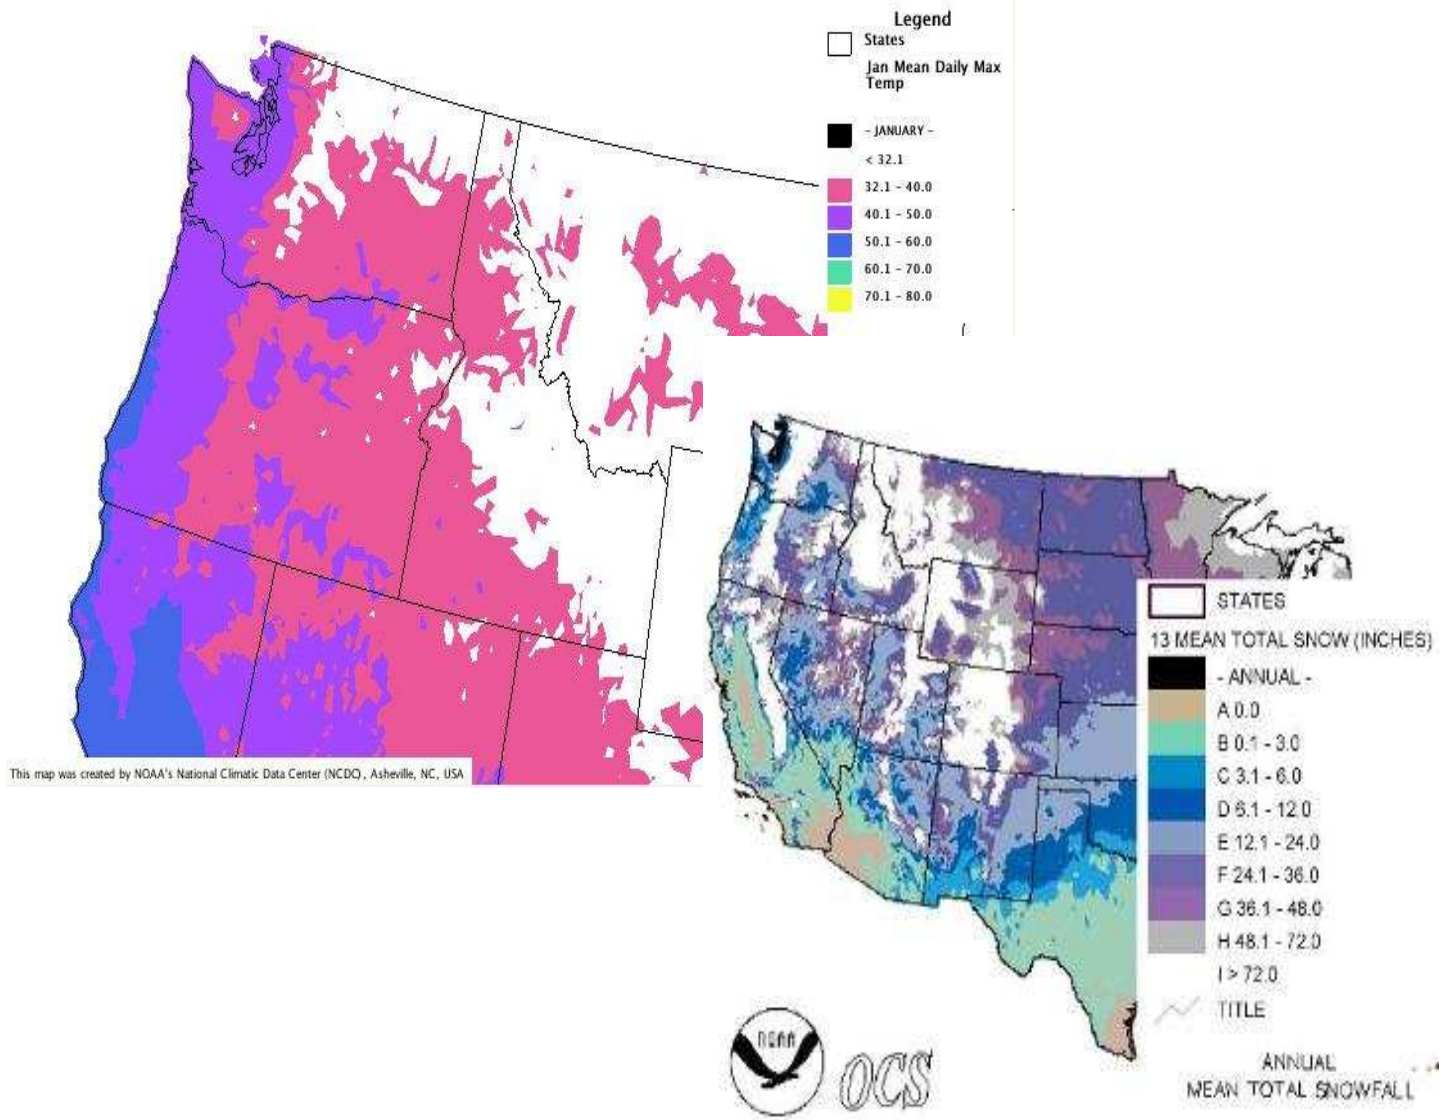 Legend
States
Jan Mean Daily Max
Temp
- JANUARY -
< 32.1
32.1 - 40.0
40.1 - 50.0
50.1 - 60.0
60.1 - 70.0
70.1 - 80.0
This map was created by NOAA's National Climatic Data Center (NCDC), Asheville, NC, USA
STATES
13 MEAN TOTAL SNOW (INCHES)
- ANNUAL -
A 0.0
B 0.1 - 3.0
C 3.1 - 6.0
D 6.1 - 12.0
E 12.1 - 24.0
F 24.1 - 36.0
G 36.1 - 48.0
H 48.1 - 72.0
I > 72.0
TITLE
NOAA
OCS
ANNUAL
MEAN TOTAL SNOWFALL